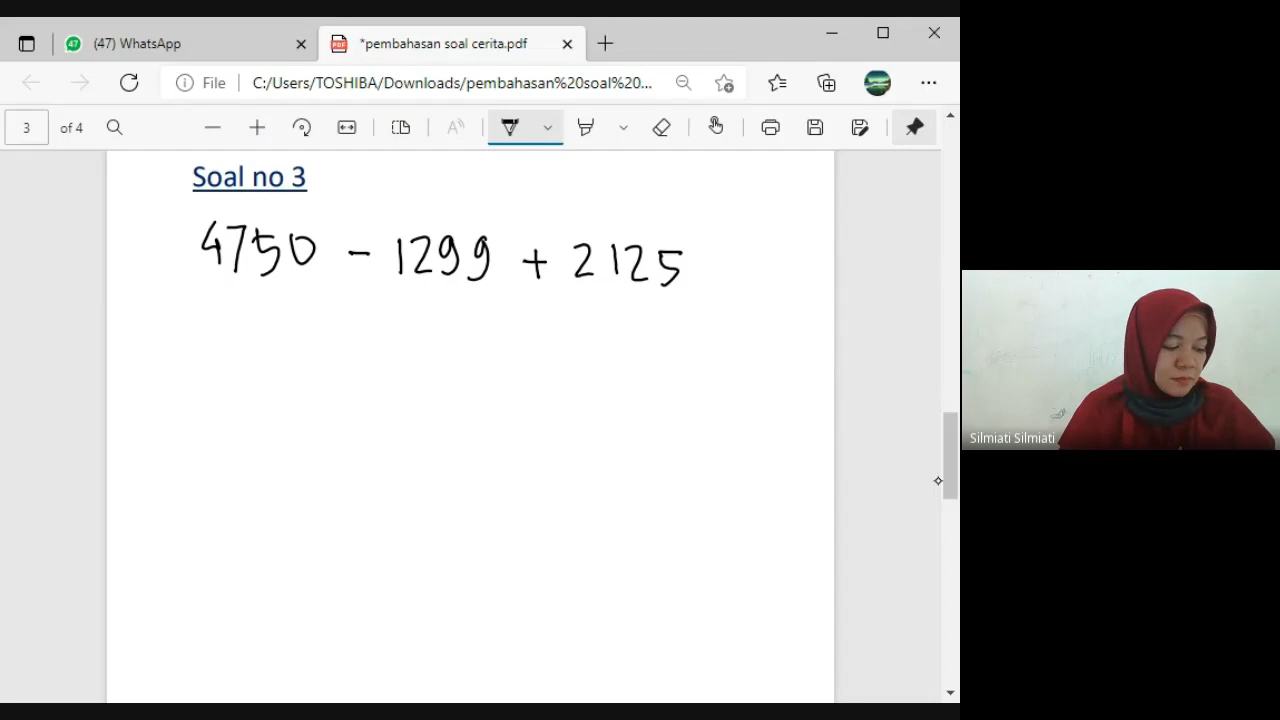 (47) WhatsApp
*pembahasan soal cerita.pdf
File
C:/Users/TOSHIBA/Downloads/pembahasan%20soal%20...
3 of 4
Soal no 3
4750 - 1299 + 2125
Silmiati Silmiati